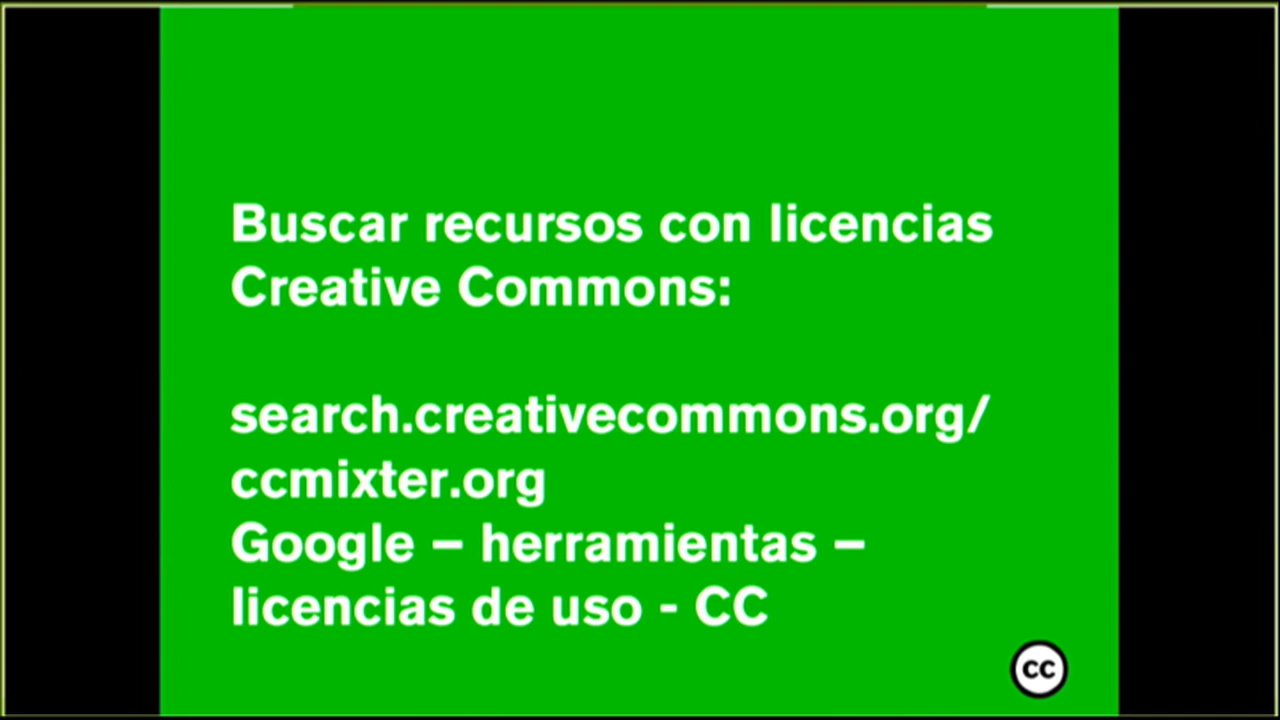 Buscar recursos con licencias
Creative Commons:
search.creativecommons.org/
ccmixter.org
Google – herramientas –
licencias de uso - CC
cc